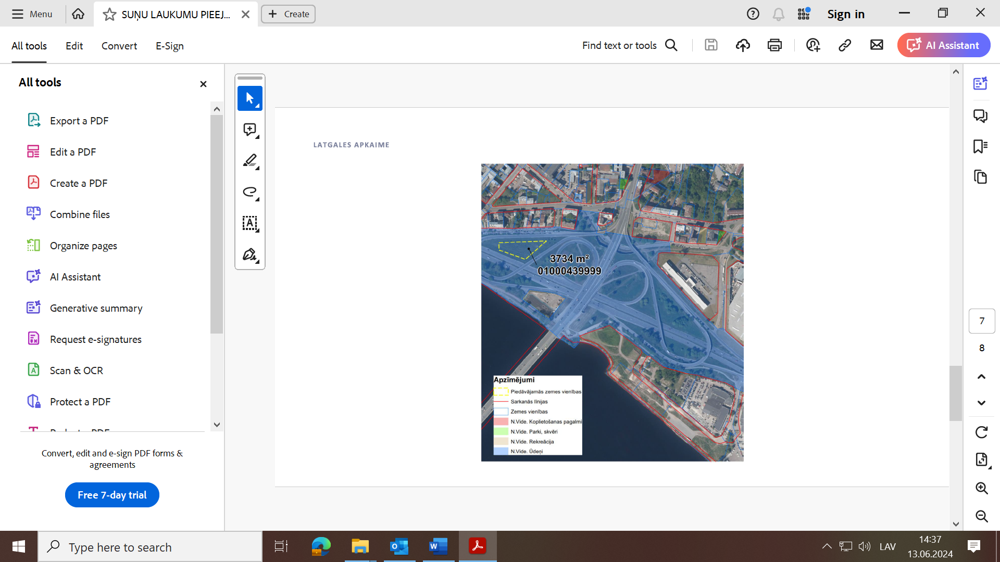 Menu
SUŅU LAUKUMU PIEEJ...
Create
Sign in
All tools
Edit
Convert
E-Sign
Find text or tools
AI Assistant
All tools
Export a PDF
Edit a PDF
Create a PDF
Combine files
Organize pages
AI Assistant
Generative summary
Request e-signatures
Scan & OCR
Protect a PDF
Convert, edit and e-sign PDF forms &
agreements
Free 7-day trial
LATGALES APKAIME
3734 m²
01000439999
Apzīmējumi
Piedāvājamās zemes vienības
Sarkanās līnijas
Zemes vienības
N.Vide. Koplietošanas pagalmi
N.Vide. Parki, skvēri
N.Vide. Rekreācija
N.Vide. Ūdeņi
7
8
Type here to search
LAV
14:37
13.06.2024